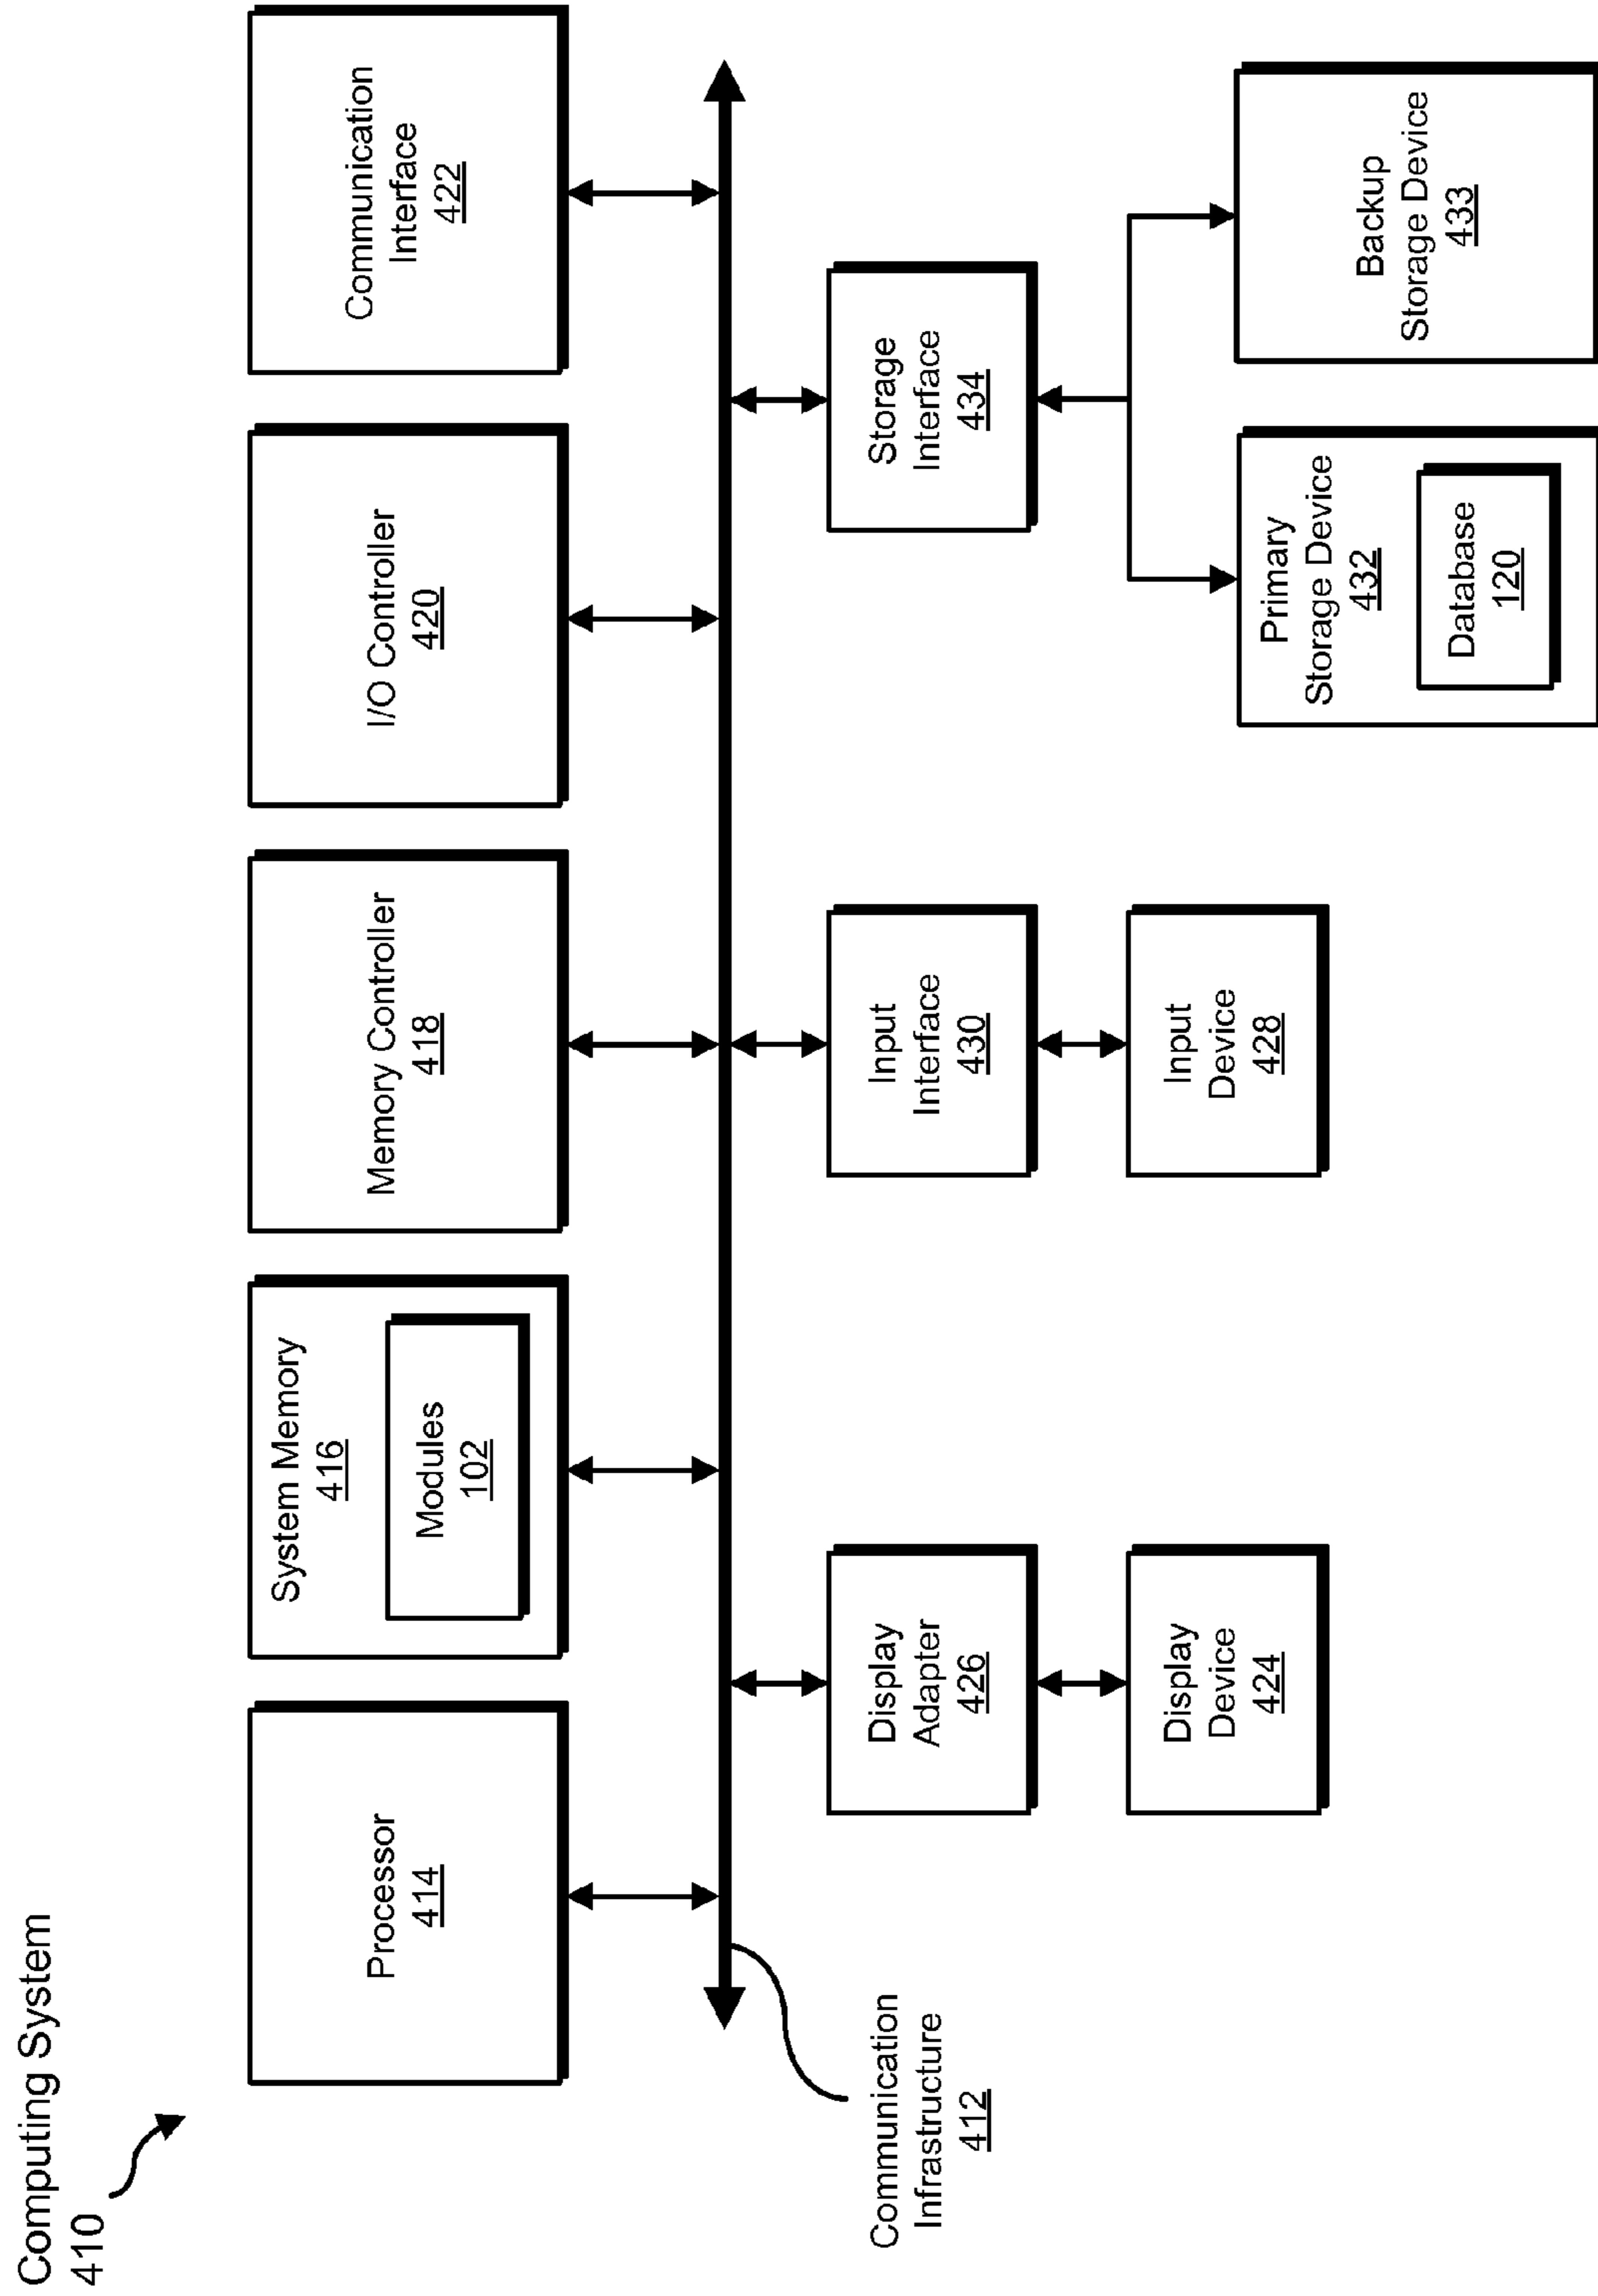 Computing System
410
Processor
414
System Memory
416
Modules
102
Memory Controller
418
I/O Controller
420
Communication
Interface
422
Communication
Infrastructure
412
Display
Adapter
426
Input
Interface
430
Storage
Interface
434
Display
Device
424
Input
Device
428
Primary
Storage Device
432
Database
120
Backup
Storage Device
433